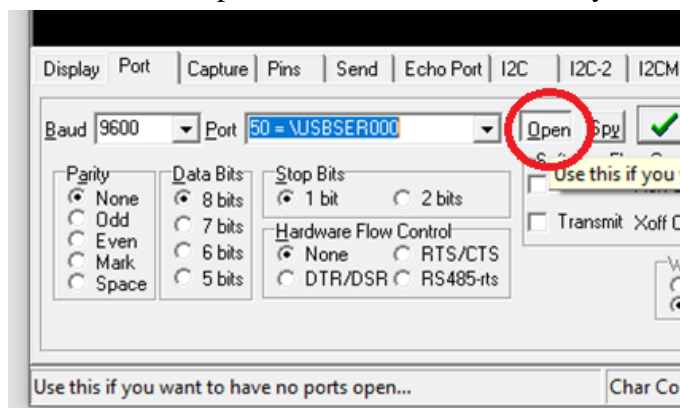 Display Port Capture Pins Send Echo Port I2C I2C-2 I2CM
Baud 9600 Port 50 = \USBSER000 Open Spy
Parity Data Bits Stop Bits
None 8 bits 1 bit 2 bits
Use this if you
Odd 7 bits Hardware Flow Control
Transmit Xoff C
Even 6 bits None RTS/CTS
Mark 5 bits DTR/DSR RS485-rts
Space
Use this if you want to have no ports open... Char Co